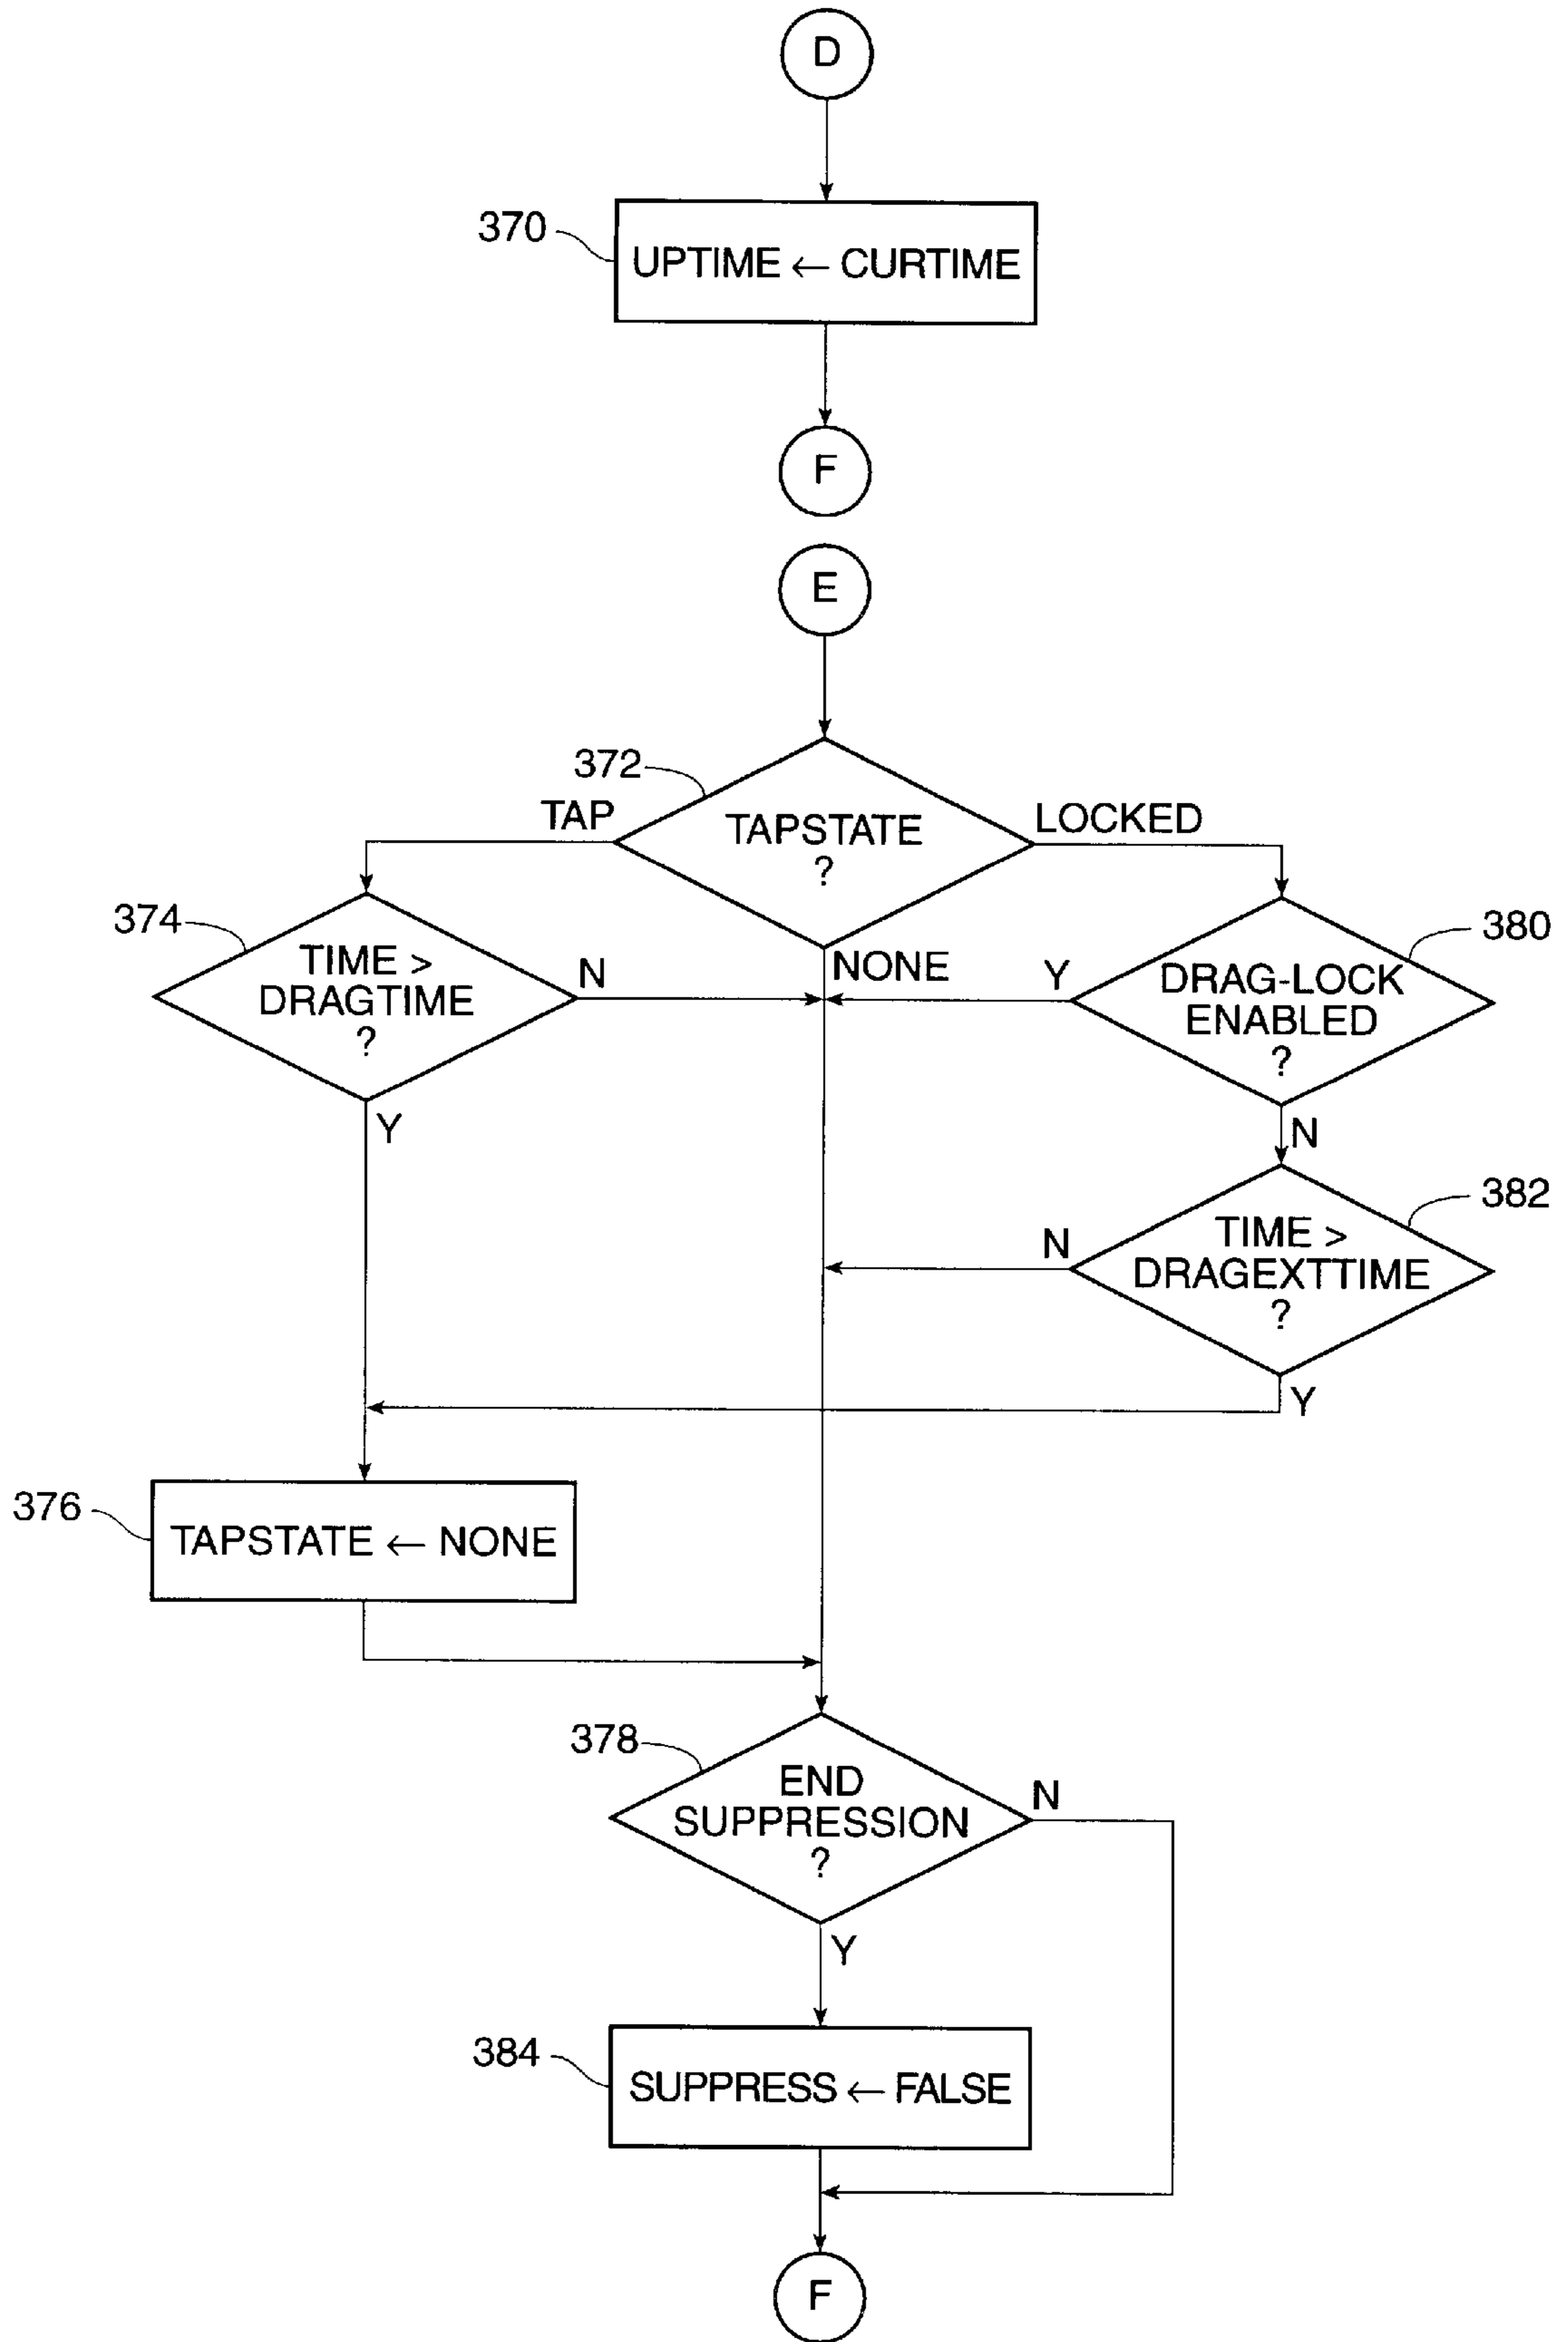 D
370
UPTIME ← CURTIME
F
E
372
TAP
TAPSTATE
?
LOCKED
374
TIME >
DRAGTIME
?
N
NONE
Y
380
DRAG-LOCK
ENABLED
?
Y
N
382
TIME >
DRAGEXTTIME
?
N
Y
376
TAPSTATE ← NONE
378
END
SUPPRESSION
?
N
Y
384
SUPPRESS ← FALSE
F